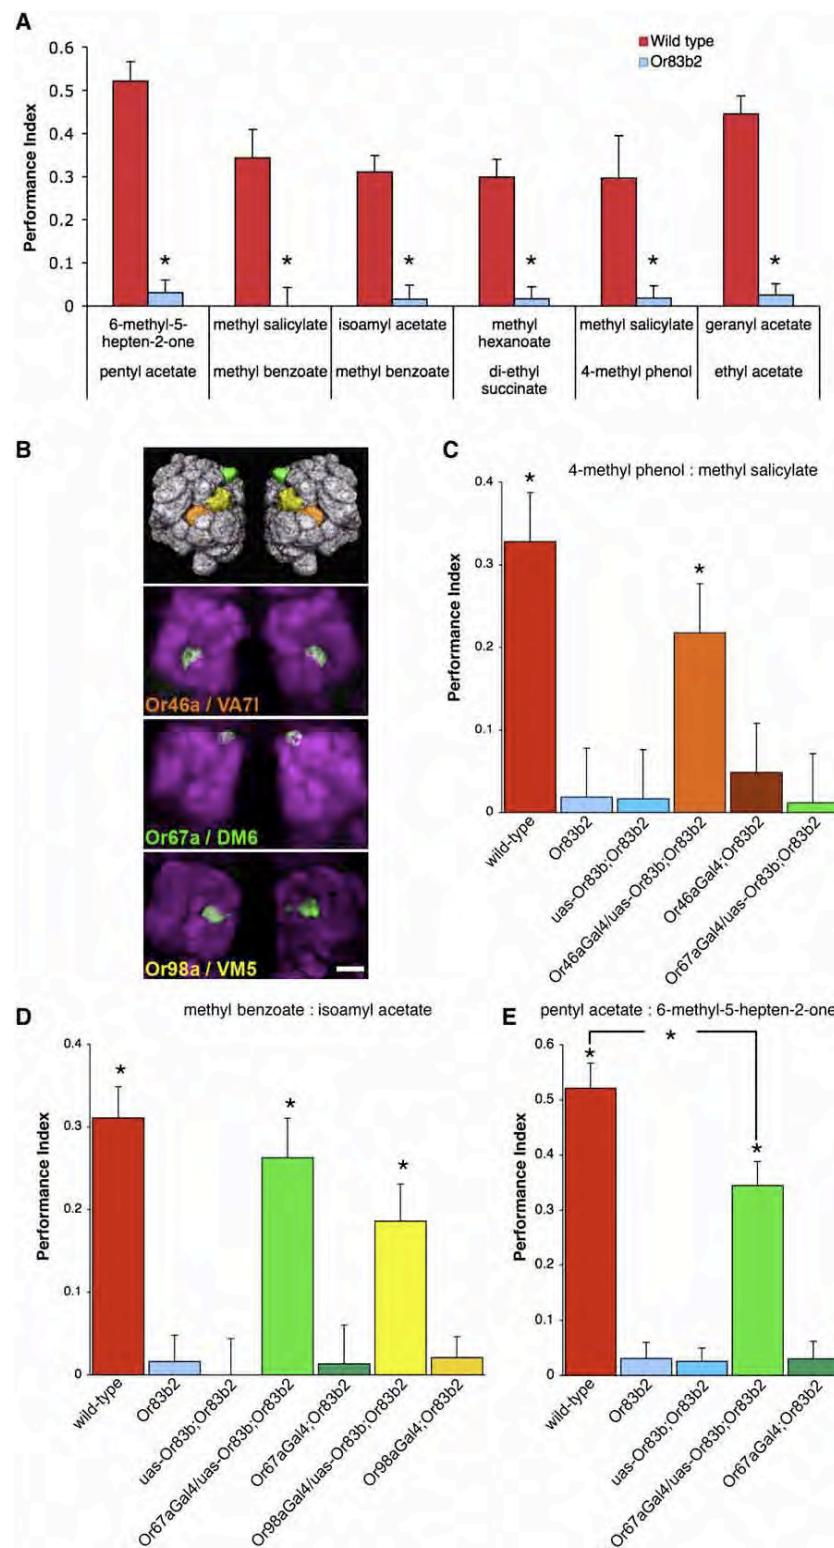 A
0.6
0.5
0.4
0.3
0.2
0.1
0
Performance Index
Wild type
Or83b2
* * * * * *
6-methyl-5-
hepten-2-one
pentyl acetate
methyl salicylate
methyl benzoate
isoamyl acetate
methyl benzoate
methyl
hexanoate
di-ethyl
succinate
methyl salicylate
4-methyl phenol
geranyl acetate
ethyl acetate
B
Or46a / VA7l
Or67a / DM6
Or98a / VM5
C
4-methyl phenol : methyl salicylate
0.4
0.3
0.2
0.1
0
Performance Index
* *
wild-type
Or83b2
uas-Or83b;Or83b2
Or46aGal4/uas-Or83b;Or83b2
Or46aGal4;Or83b2
Or67aGal4/uas-Or83b;Or83b2
D
methyl benzoate : isoamyl acetate
0.4
0.3
0.2
0.1
0
Performance Index
* * *
wild-type
Or83b2
uas-Or83b;Or83b2
Or67aGal4/uas-Or83b;Or83b2
Or67aGal4;Or83b2
Or98aGal4/uas-Or83b;Or83b2
Or98aGal4;Or83b2
E
pentyl acetate : 6-methyl-5-hepten-2-one
0.6
0.5
0.4
0.3
0.2
0.1
0
Performance Index
* * *
wild-type
Or83b2
uas-Or83b;Or83b2
Or67aGal4/uas-Or83b;Or83b2
Or67aGal4;Or83b2